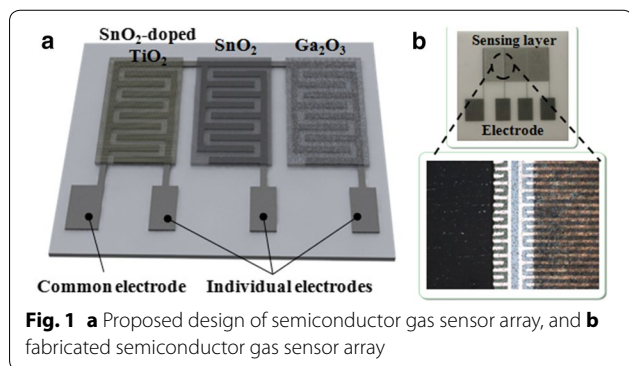 a
SnO₂-doped
TiO₂
SnO₂
Ga₂O₃
Common electrode
Individual electrodes
b
Sensing layer
Electrode
Fig. 1 a Proposed design of semiconductor gas sensor array, and b
fabricated semiconductor gas sensor array